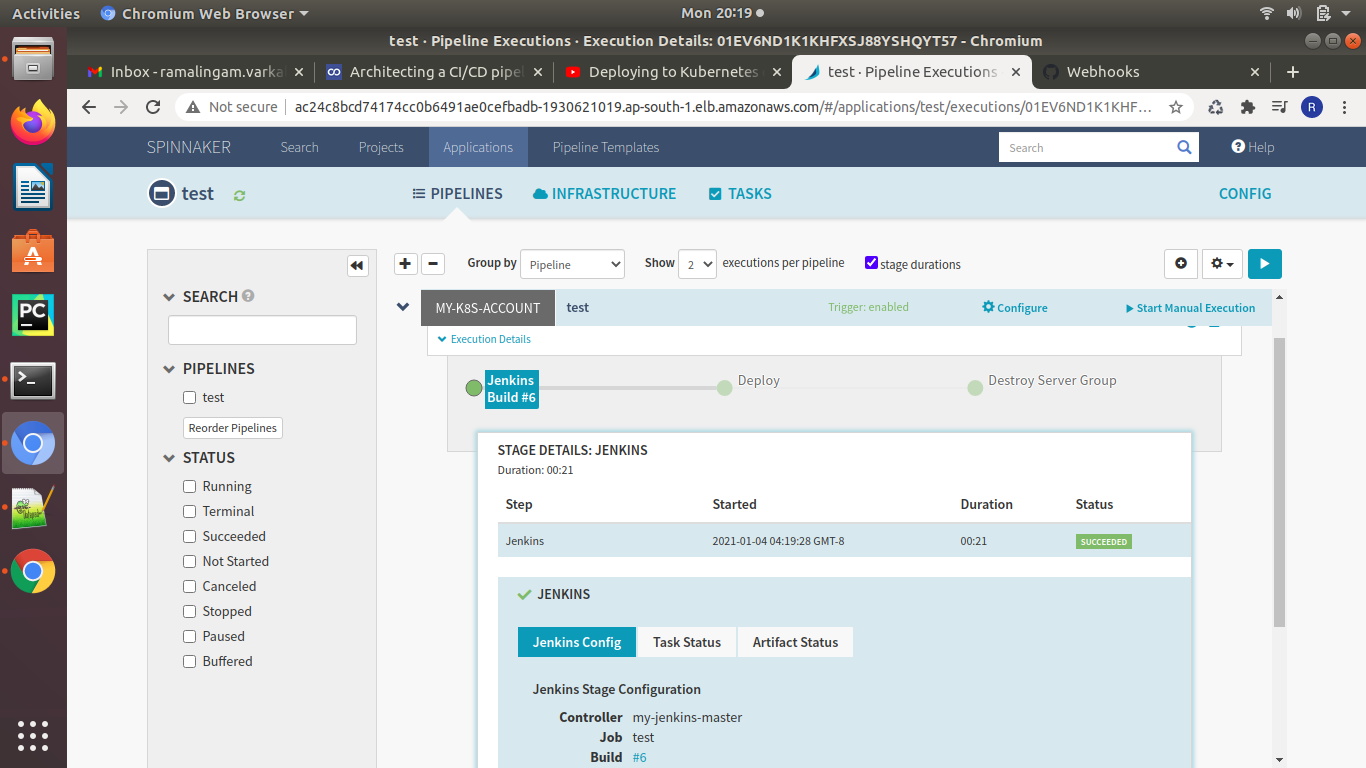 Activities
Chromium Web Browser
Mon 20:19
test · Pipeline Executions · Execution Details: 01EV6ND1K1KHFXSJ88YSHQYT57 - Chromium
Inbox - ramalingam.varka
Architecting a CI/CD pipel
Deploying to Kubernetes
test · Pipeline Executions
Webhooks
Not secure
ac24c8bcd74174cc0b6491ae0cefbadb-1930621019.ap-south-1.elb.amazonaws.com/#/applications/test/executions/01EV6ND1K1KHF...
R
SPINNAKER
Search
Projects
Applications
Pipeline Templates
Search
Help
test
PIPELINES
INFRASTRUCTURE
TASKS
CONFIG
SEARCH
PIPELINES
test
Reorder Pipelines
STATUS
Running
Terminal
Succeeded
Not Started
Canceled
Stopped
Paused
Buffered
Group by
Pipeline
Show
2
executions per pipeline
stage durations
MY-K8S-ACCOUNT
test
Trigger: enabled
Configure
Start Manual Execution
Execution Details
Jenkins
Build #6
Deploy
Destroy Server Group
STAGE DETAILS: JENKINS
Duration: 00:21
Step Started Duration Status
Jenkins 2021-01-04 04:19:28 GMT-8 00:21 SUCCEEDED
JENKINS
Jenkins Config
Task Status
Artifact Status
Jenkins Stage Configuration
Controller my-jenkins-master
Job test
Build #6